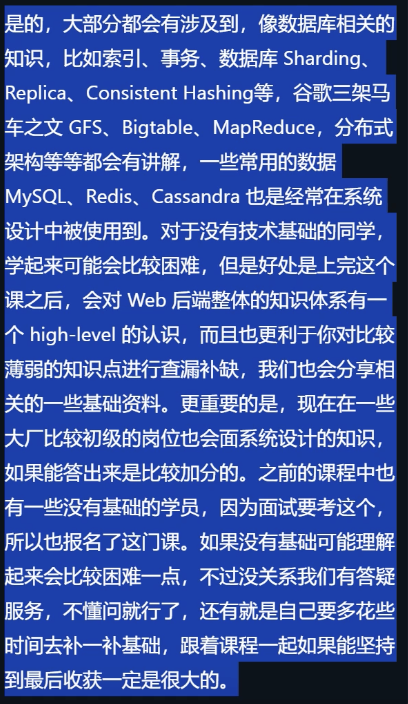 是的，大部分都会有涉及到，像数据库相关的
知识，比如索引、事务、数据库 Sharding、
Replica、Consistent Hashing等，谷歌三架马
车之文 GFS、Bigtable、MapReduce，分布式
架构等等都会有讲解，一些常用的数据
MySQL、Redis、Cassandra 也是经常在系统
设计中被使用到。对于没有技术基础的同学，
学起来可能会比较困难，但是好处是上完这个
课之后，会对 Web 后端整体的知识体系有一
个 high-level 的认识，而且也更利于你对比较
薄弱的知识点进行查漏补缺，我们也会分享相
关的一些基础资料。更重要的是，现在在一些
大厂比较初级的岗位也会面系统设计的知识，
如果能答出来是比较加分的。之前的课程中也
有一些没有基础的学员，因为面试要考这个，
所以也报名了这门课。如果没有基础可能理解
起来会比较困难一点，不过没关系我们有答疑
服务，不懂问就行了，还有就是自己要多花些
时间去补一补基础，跟着课程一起如果能坚持
到最后收获一定是很大的。